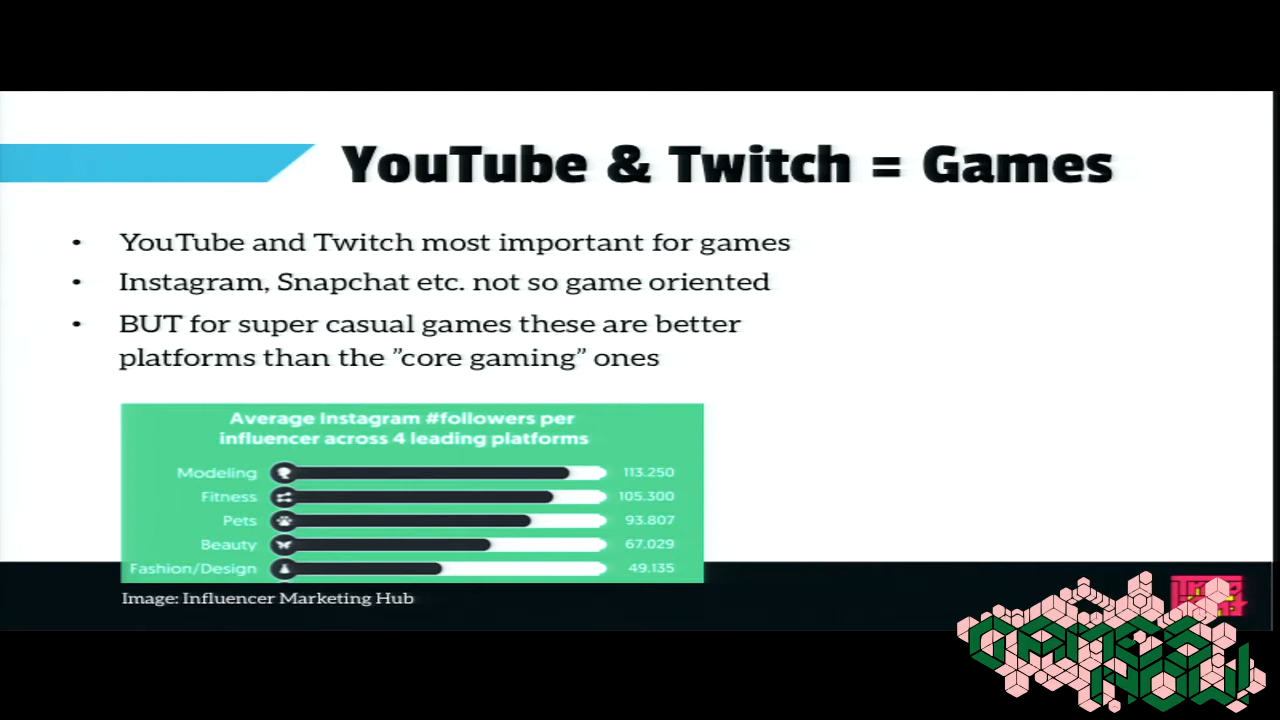 YouTube & Twitch = Games
• YouTube and Twitch most important for games
• Instagram, Snapchat etc. not so game oriented
• BUT for super casual games these are better
platforms than the ”core gaming” ones
Average Instagram #followers per
influencer across 4 leading platforms
Modeling 113.250
Fitness 105.300
Pets 93.807
Beauty 67.029
Fashion/Design 49.135
Image: Influencer Marketing Hub
GAMES
NOW!